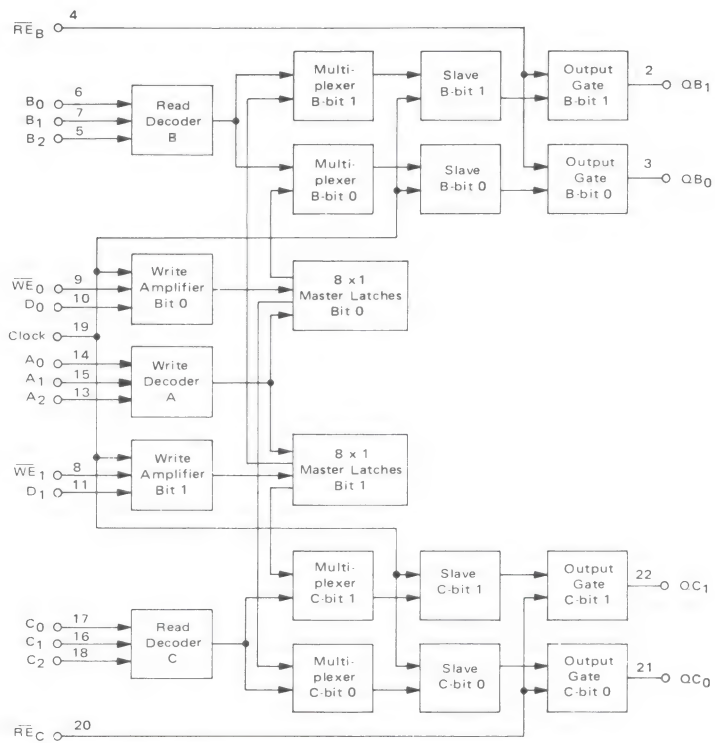 4
R̅E̅B
6
B0
7
B1
5
B2
Read
Decoder
B
Multi-
plexer
B-bit 1
Slave
B-bit 1
Output
Gate
B-bit 1
2
QB1
Multi-
plexer
B-bit 0
Slave
B-bit 0
Output
Gate
B-bit 0
3
QB0
9
W̅E̅0
10
D0
Write
Amplifier
Bit 0
8 x 1
Master Latches
Bit 0
19
Clock
14
A0
15
A1
13
A2
Write
Decoder
A
8
W̅E̅1
11
D1
Write
Amplifier
Bit 1
8 x 1
Master Latches
Bit 1
Multi-
plexer
C-bit 1
Slave
C-bit 1
Output
Gate
C-bit 1
22
QC1
17
C0
16
C1
18
C2
Read
Decoder
C
Multi-
plexer
C-bit 0
Slave
C-bit 0
Output
Gate
C-bit 0
21
QC0
20
R̅E̅C